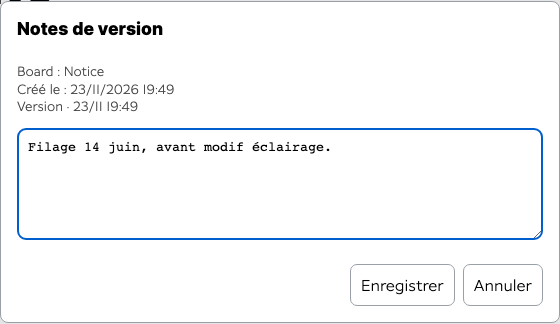 Notes de version
Board : Notice
Créé le : 23/11/2026 19:49
Version · 23/11 19:49
Filage 14 juin, avant modif éclairage.
Enregistrer
Annuler